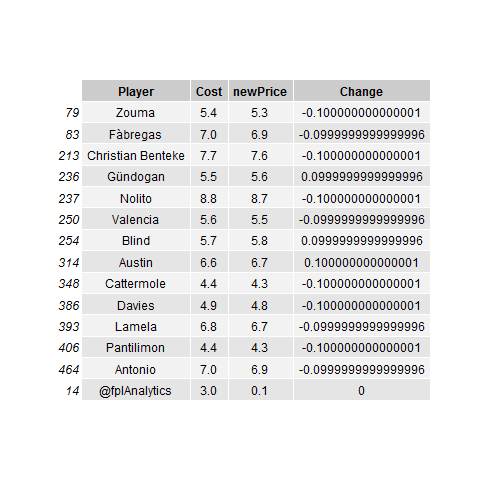 Player Cost newPrice Change
79 Zouma 5.4 5.3 -0.100000000000001
83 Fàbregas 7.0 6.9 -0.0999999999999996
213 Christian Benteke 7.7 7.6 -0.100000000000001
236 Gündogan 5.5 5.6 0.0999999999999996
237 Nolito 8.8 8.7 -0.100000000000001
250 Valencia 5.6 5.5 -0.0999999999999996
254 Blind 5.7 5.8 0.0999999999999996
314 Austin 6.6 6.7 0.100000000000001
348 Cattermole 4.4 4.3 -0.100000000000001
386 Davies 4.9 4.8 -0.100000000000001
393 Lamela 6.8 6.7 -0.0999999999999996
406 Pantilimon 4.4 4.3 -0.100000000000001
464 Antonio 7.0 6.9 -0.0999999999999996
14 @fplAnalytics 3.0 0.1 0